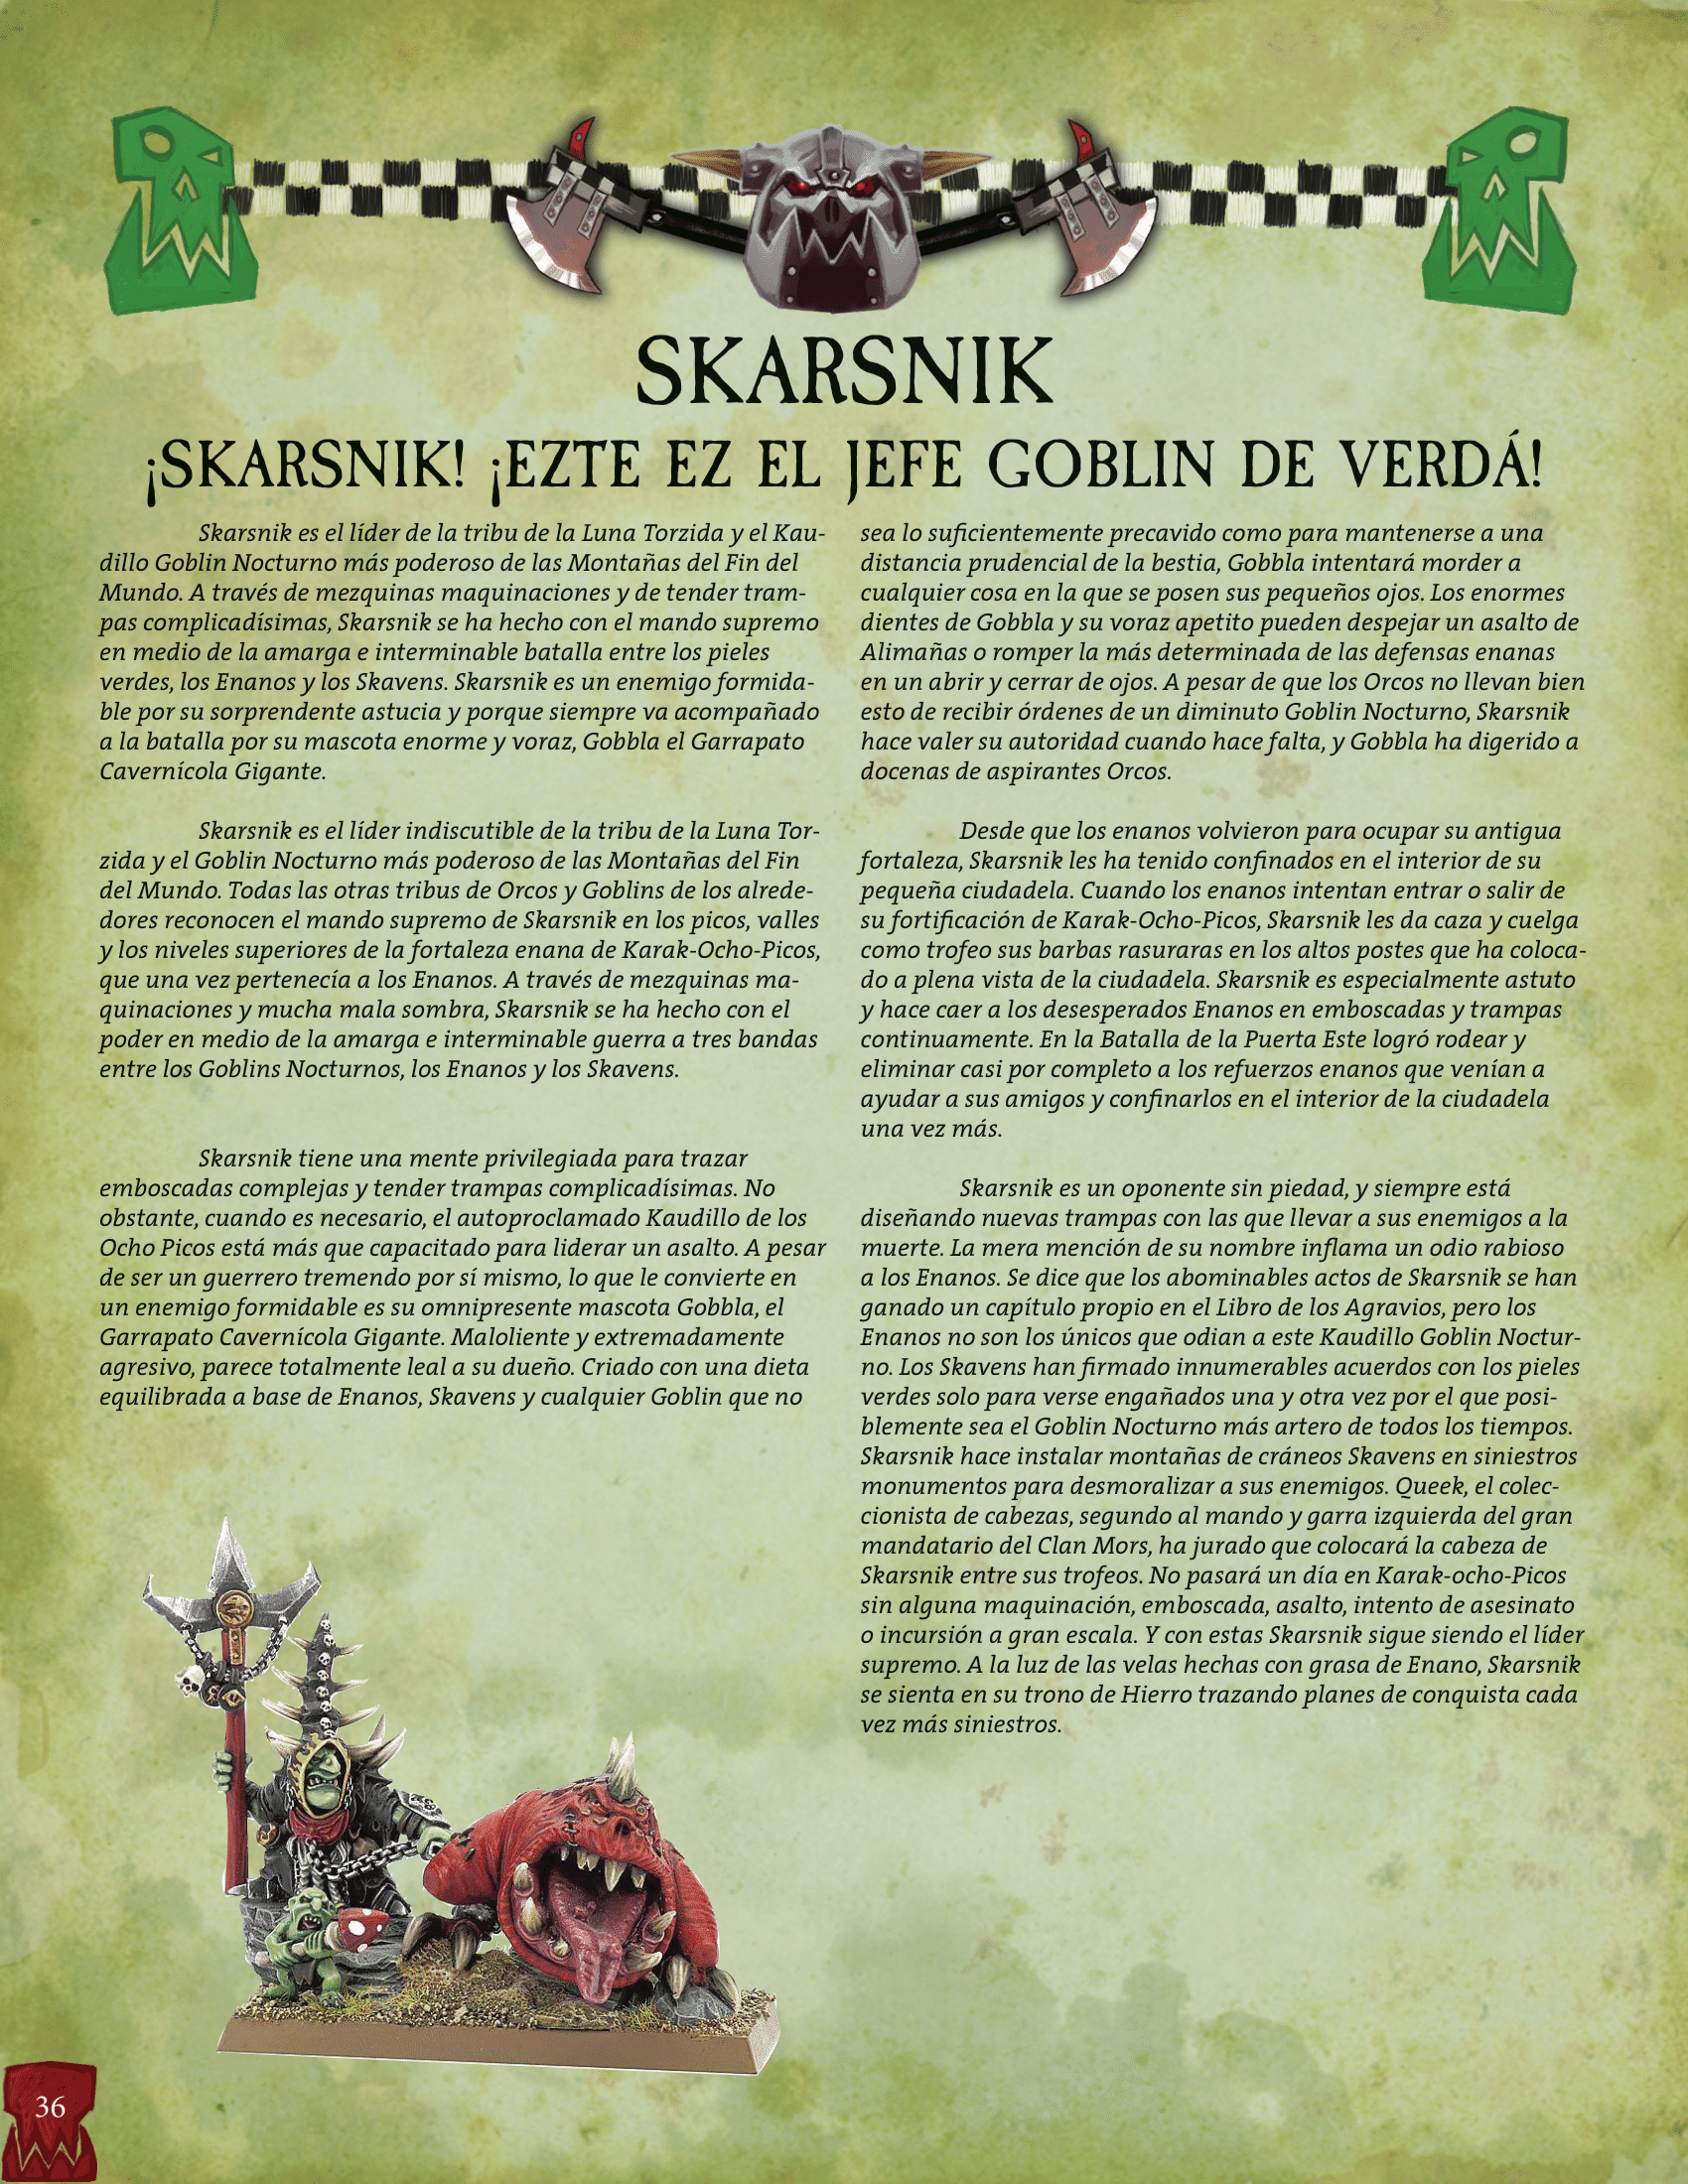 SKARSNIK
¡SKARSNIK! ¡EZTE EZ EL JEFE GOBLIN DE VERDÁ!
Skarsnik es el líder de la tribu de la Luna Torzida y el Kau-
dillo Goblin Nocturno más poderoso de las Montañas del Fin del
Mundo. A través de mezquinas maquinaciones y de tender tram-
pas complicadísimas, Skarsnik se ha hecho con el mando supremo
en medio de la amarga e interminable batalla entre los pieles
verdes, los Enanos y los Skavens. Skarsnik es un enemigo formida-
ble por su sorprendente astucia y porque siempre va acompañado
a la batalla por su mascota enorme y voraz, Gobbla el Garrapato
Cavernícola Gigante.
Skarsnik es el líder indiscutible de la tribu de la Luna Tor-
zida y el Goblin Nocturno más poderoso de las Montañas del Fin
del Mundo. Todas las otras tribus de Orcos y Goblins de los alrede-
dores reconocen el mando supremo de Skarsnik en los picos, valles
y los niveles superiores de la fortaleza enana de Karak-Ocho-Picos,
que una vez pertenecía a los Enanos. A través de mezquinas ma-
quinaciones y mucha mala sombra, Skarsnik se ha hecho con el
poder en medio de la amarga e interminable guerra a tres bandas
entre los Goblins Nocturnos, los Enanos y los Skavens.
Skarsnik tiene una mente privilegiada para trazar
emboscadas complejas y tender trampas complicadísimas. No
obstante, cuando es necesario, el autoproclamado Kaudillo de los
Ocho Picos está más que capacitado para liderar un asalto. A pesar
de ser un guerrero tremendo por sí mismo, lo que le convierte en
un enemigo formidable es su omnipresente mascota Gobbla, el
Garrapato Cavernícola Gigante. Maloliente y extremadamente
agresivo, parece totalmente leal a su dueño. Criado con una dieta
equilibrada a base de Enanos, Skavens y cualquier Goblin que no
sea lo suficientemente precavido como para mantenerse a una
distancia prudencial de la bestia, Gobbla intentará morder a
cualquier cosa en la que se posen sus pequeños ojos. Los enormes
dientes de Gobbla y su voraz apetito pueden despejar un asalto de
Alimañas o romper la más determinada de las defensas enanas
en un abrir y cerrar de ojos. A pesar de que los Orcos no llevan bien
esto de recibir órdenes de un diminuto Goblin Nocturno, Skarsnik
hace valer su autoridad cuando hace falta, y Gobbla ha digerido a
docenas de aspirantes Orcos.
Desde que los enanos volvieron para ocupar su antigua
fortaleza, Skarsnik les ha tenido confinados en el interior de su
pequeña ciudadela. Cuando los enanos intentan entrar o salir de
su fortificación de Karak-Ocho-Picos, Skarsnik les da caza y cuelga
como trofeo sus barbas rasuraras en los altos postes que ha coloca-
do a plena vista de la ciudadela. Skarsnik es especialmente astuto
y hace caer a los desesperados Enanos en emboscadas y trampas
continuamente. En la Batalla de la Puerta Este logró rodear y
eliminar casi por completo a los refuerzos enanos que venían a
ayudar a sus amigos y confinarlos en el interior de la ciudadela
una vez más.
Skarsnik es un oponente sin piedad, y siempre está
diseñando nuevas trampas con las que llevar a sus enemigos a la
muerte. La mera mención de su nombre inflama un odio rabioso
a los Enanos. Se dice que los abominables actos de Skarsnik se han
ganado un capítulo propio en el Libro de los Agravios, pero los
Enanos no son los únicos que odian a este Kaudillo Goblin Noctur-
no. Los Skavens han firmado innumerables acuerdos con los pieles
verdes solo para verse engañados una y otra vez por el que posi-
blemente sea el Goblin Nocturno más artero de todos los tiempos.
Skarsnik hace instalar montañas de cráneos Skavens en siniestros
monumentos para desmoralizar a sus enemigos. Queek, el colec-
cionista de cabezas, segundo al mando y garra izquierda del gran
mandatario del Clan Mors, ha jurado que colocará la cabeza de
Skarsnik entre sus trofeos. No pasará un día en Karak-ocho-Picos
sin alguna maquinación, emboscada, asalto, intento de asesinato
o incursión a gran escala. Y con estas Skarsnik sigue siendo el líder
supremo. A la luz de las velas hechas con grasa de Enano, Skarsnik
se sienta en su trono de Hierro trazando planes de conquista cada
vez más siniestros.
36